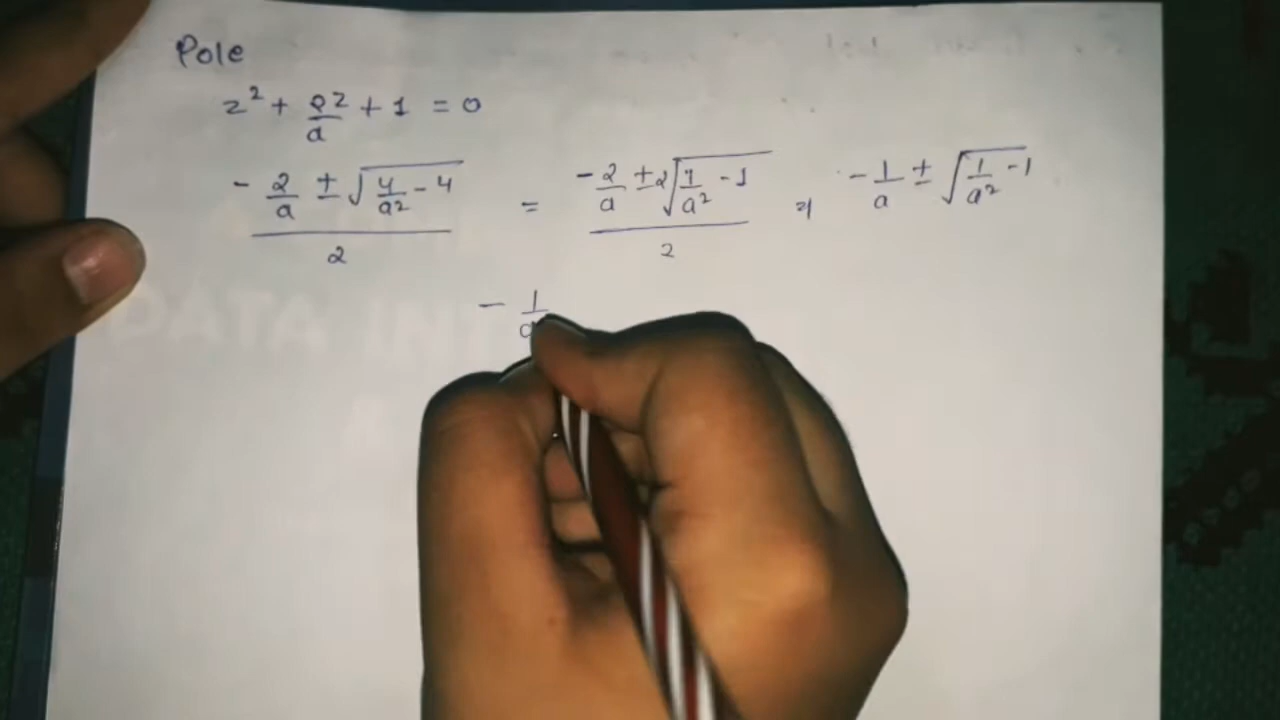 Pole
z² + 2z/a + 1 = 0
(-2/a ± √(4/a² - 4))/2 = (-2/a ± 2√(1/a² - 1))/2 ⇒ -1/a ± √(1/a² - 1)
- 1/a